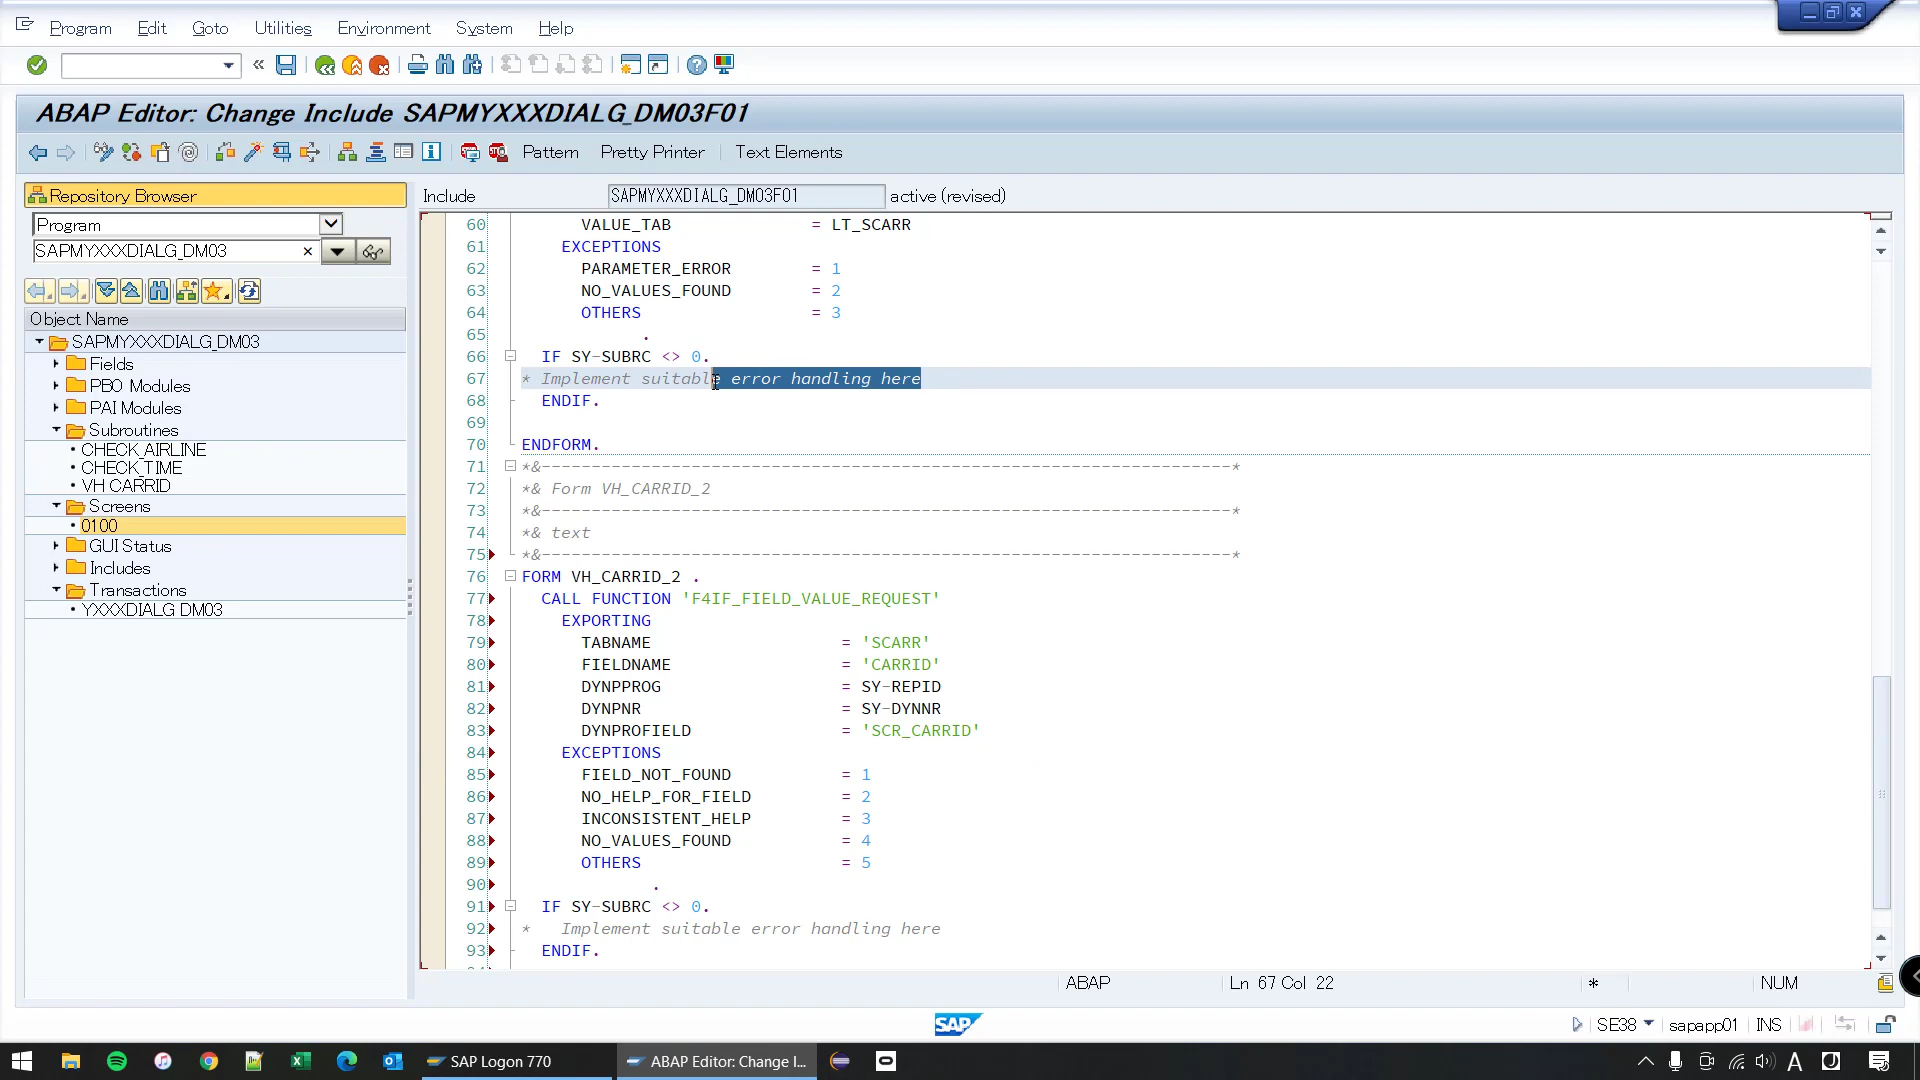 Program Edit Goto Utilities Environment System Help
ABAP Editor: Change Include SAPMYXXXDIALG_DM03F01
Pattern Pretty Printer Text Elements
Repository Browser
Include SAPMYXXXDIALG_DM03F01 active (revised)
Program
SAPMYXXXDIALG_DM03
Object Name
SAPMYXXXDIALG_DM03
Fields
PBO Modules
PAI Modules
Subroutines
CHECK_AIRLINE
CHECK_TIME
VH CARRID
Screens
0100
GUI Status
Includes
Transactions
YXXXDIALG DM03
60 VALUE_TAB = LT_SCARR
61 EXCEPTIONS
62 PARAMETER_ERROR = 1
63 NO_VALUES_FOUND = 2
64 OTHERS = 3
65 .
66 IF SY-SUBRC <> 0.
67 * Implement suitable error handling here
68 ENDIF.
69
70 ENDFORM.
71 *&---------------------------------------------------------------------*
72 *& Form VH_CARRID_2
73 *&---------------------------------------------------------------------*
74 *& text
75 *&---------------------------------------------------------------------*
76 FORM VH_CARRID_2 .
77 CALL FUNCTION 'F4IF_FIELD_VALUE_REQUEST'
78 EXPORTING
79 TABNAME = 'SCARR'
80 FIELDNAME = 'CARRID'
81 DYNPPROG = SY-REPID
82 DYNPNR = SY-DYNNR
83 DYNPROFIELD = 'SCR_CARRID'
84 EXCEPTIONS
85 FIELD_NOT_FOUND = 1
86 NO_HELP_FOR_FIELD = 2
87 INCONSISTENT_HELP = 3
88 NO_VALUES_FOUND = 4
89 OTHERS = 5
90 .
91 IF SY-SUBRC <> 0.
92 * Implement suitable error handling here
93 ENDIF.
ABAP Ln 67 Col 22 * NUM
SAP SE38 sapapp01 INS
SAP Logon 770 ABAP Editor: Change I... A